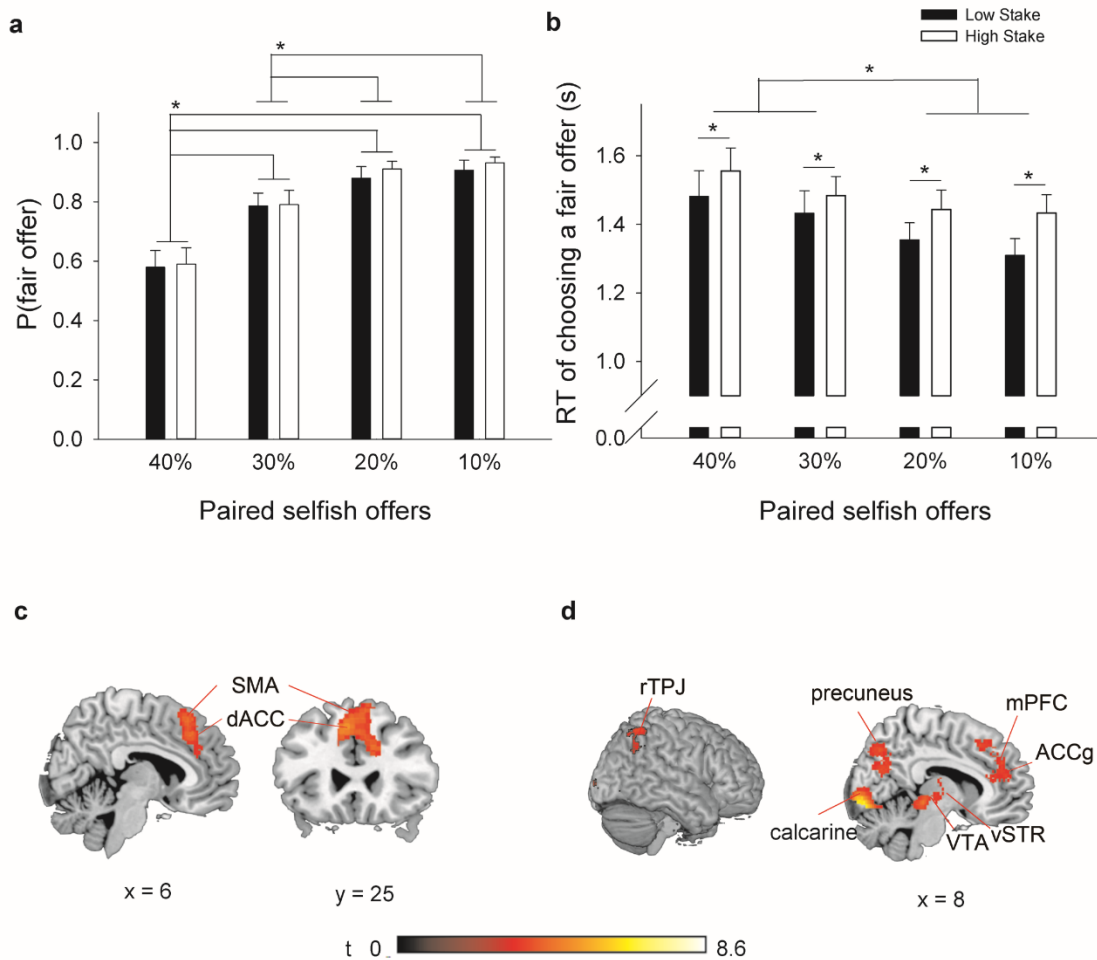 a
*
*
P(fair offer)
1.0
0.8
0.6
0.4
0.2
0.0
40% 30% 20% 10%
Paired selfish offers
b
Low Stake
High Stake
*
* * * *
RT of choosing a fair offer (s)
1.6
1.4
1.2
1.0
0.0
40% 30% 20% 10%
Paired selfish offers
c
SMA
dACC
x = 6
y = 25
d
rTPJ
precuneus
mPFC
ACCg
calcarine
VTA
vSTR
x = 8
t 0 8.6